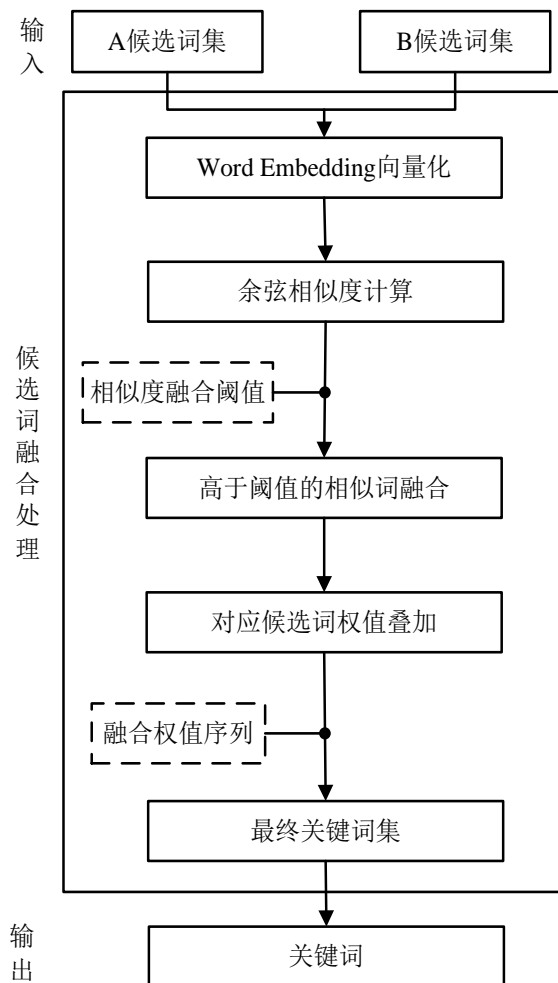 输入
A候选词集
B候选词集
Word Embedding向量化
余弦相似度计算
相似度融合阈值
候选词融合处理
高于阈值的相似词融合
对应候选词权值叠加
融合权值序列
最终关键词集
输出
关键词